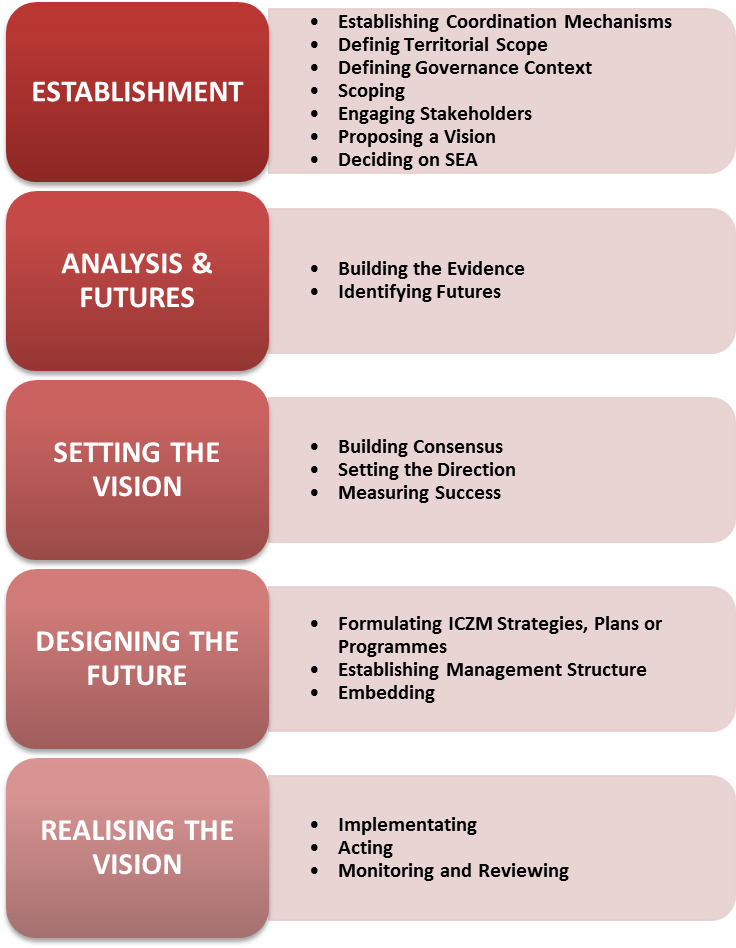 ESTABLISHMENT
• Establishing Coordination Mechanisms
• Definig Territorial Scope
• Defining Governance Context
• Scoping
• Engaging Stakeholders
• Proposing a Vision
• Deciding on SEA
ANALYSIS &
FUTURES
• Building the Evidence
• Identifying Futures
SETTING THE
VISION
• Building Consensus
• Setting the Direction
• Measuring Success
DESIGNING THE
FUTURE
• Formulating ICZM Strategies, Plans or
Programmes
• Establishing Management Structure
• Embedding
REALISING THE
VISION
• Implementating
• Acting
• Monitoring and Reviewing